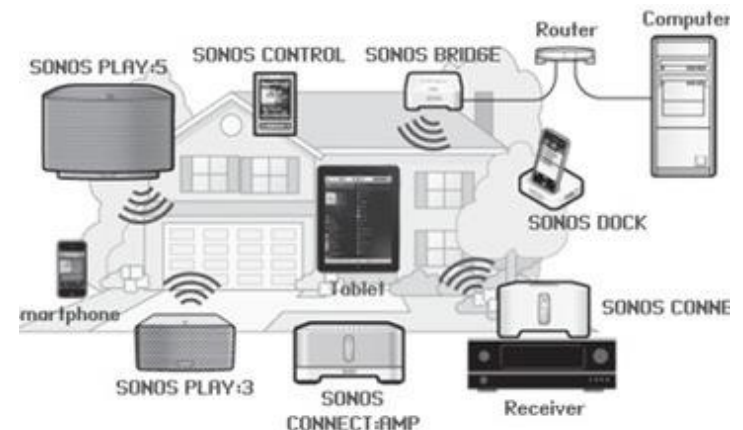 Router
Computer
SONOS CONTROL
SONOS BRIDGE
SONOS PLAY:5
SONOS DOCK
Tablet
martphone
SONOS CONNE
SONOS PLAY:3
SONOS
CONNECT:AMP
Receiver